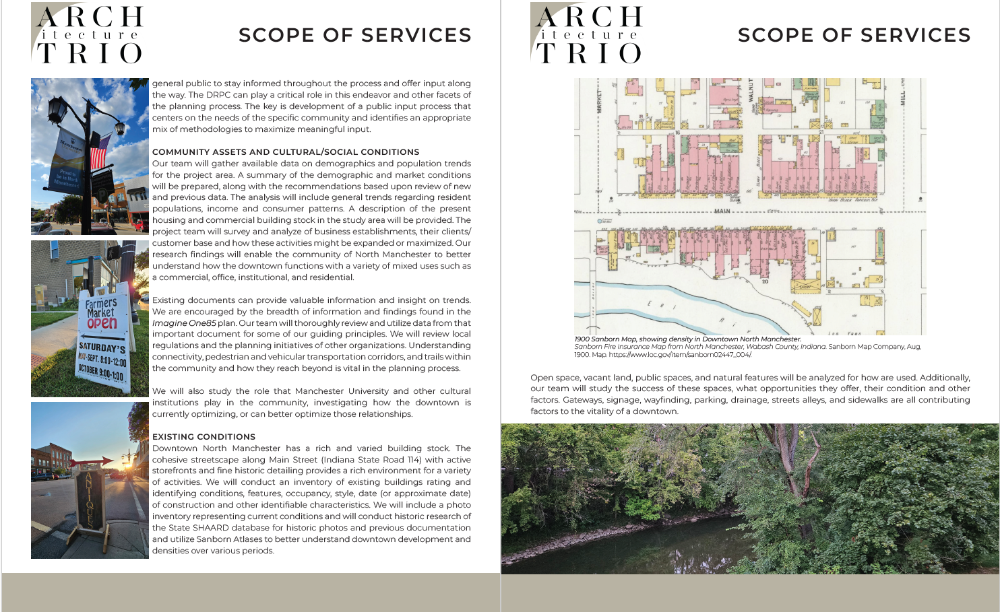 ARCH
itecture
TRIO
SCOPE OF SERVICES
Manchester
Proud to
be in North
Manchester!
Farmers
Market
OPEN
SATURDAY'S
MAY-SEPT. 8:00-12:00
OCTOBER 9:00-1:00
ANTIQUES
general public to stay informed throughout the process and offer input along
the way. The DRPC can play a critical role in this endeavor and other facets of
the planning process. The key is development of a public input process that
centers on the needs of the specific community and identifies an appropriate
mix of methodologies to maximize meaningful input.
COMMUNITY ASSETS AND CULTURAL/SOCIAL CONDITIONS
Our team will gather available data on demographics and population trends
for the project area. A summary of the demographic and market conditions
will be prepared, along with the recommendations based upon review of new
and previous data. The analysis will include general trends regarding resident
populations, income and consumer patterns. A description of the present
housing and commercial building stock in the study area will be provided. The
project team will survey and analyze of business establishments, their clients/
customer base and how these activities might be expanded or maximized. Our
research findings will enable the community of North Manchester to better
understand how the downtown functions with a variety of mixed uses such as
a commercial, office, institutional, and residential.
Existing documents can provide valuable information and insight on trends.
We are encouraged by the breadth of information and findings found in the
Imagine One85 plan. Our team will thoroughly review and utilize data from that
important document for some of our guiding principles. We will review local
regulations and the planning initiatives of other organizations. Understanding
connectivity, pedestrian and vehicular transportation corridors, and trails within
the community and how they reach beyond is vital in the planning process.
We will also study the role that Manchester University and other cultural
institutions play in the community, investigating how the downtown is
currently optimizing, or can better optimize those relationships.
EXISTING CONDITIONS
Downtown North Manchester has a rich and varied building stock. The
cohesive streetscape along Main Street (Indiana State Road 114) with active
storefronts and fine historic detailing provides a rich environment for a variety
of activities. We will conduct an inventory of existing buildings rating and
identifying conditions, features, occupancy, style, date (or approximate date)
of construction and other identifiable characteristics. We will include a photo
inventory representing current conditions and will conduct historic research of
the State SHAARD database for historic photos and previous documentation
and utilize Sanborn Atlases to better understand downtown development and
densities over various periods.
ARCH
itecture
TRIO
SCOPE OF SERVICES
MARKET
WALNUT
MILL
MAIN
20
E E L R I
1900 Sanborn Map, showing density in Downtown North Manchester.
Sanborn Fire Insurance Map from North Manchester, Wabash County, Indiana. Sanborn Map Company, Aug,
1900. Map. https://www.loc.gov/item/sanborn02447_004/.
Open space, vacant land, public spaces, and natural features will be analyzed for how are used. Additionally,
our team will study the success of these spaces, what opportunities they offer, their condition and other
factors. Gateways, signage, wayfinding, parking, drainage, streets alleys, and sidewalks are all contributing
factors to the vitality of a downtown.